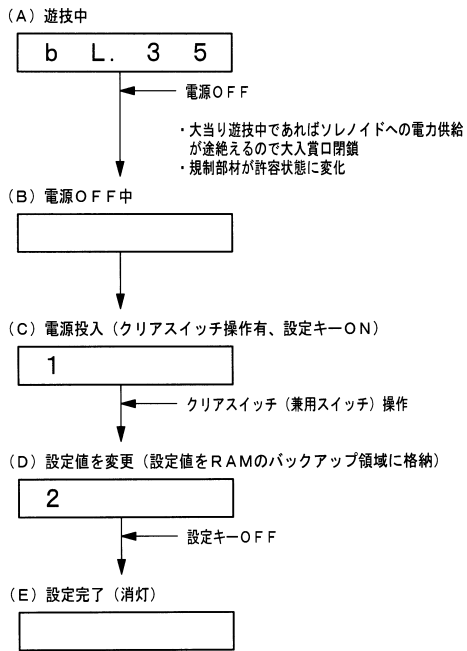 (A)遊技中
b L. 3 5
電源OFF
・大当り遊技中であればソレノイドへの電力供給
が途絶えるので大入賞口閉鎖
・規制部材が許容状態に変化
(B)電源OFF中
(C)電源投入(クリアスイッチ操作有、設定キーON)
1
クリアスイッチ(兼用スイッチ)操作
(D)設定値を変更(設定値をRAMのバックアップ領域に格納)
2
設定キーOFF
(E)設定完了(消灯)